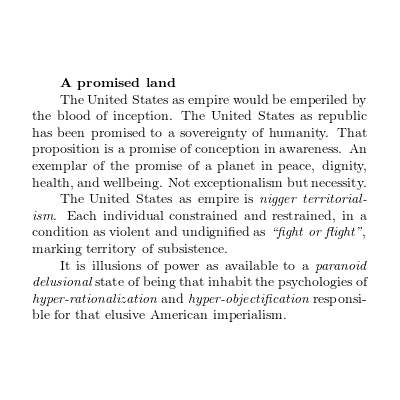 A promised land
The United States as empire would be emperiled by
the blood of inception. The United States as republic
has been promised to a sovereignty of humanity. That
proposition is a promise of conception in awareness. An
exemplar of the promise of a planet in peace, dignity,
health, and wellbeing. Not exceptionalism but necessity.
The United States as empire is nigger territorial-
ism. Each individual constrained and restrained, in a
condition as violent and undignified as “fight or flight”,
marking territory of subsistence.
It is illusions of power as available to a paranoid
delusional state of being that inhabit the psychologies of
hyper-rationalization and hyper-objectification responsi-
ble for that elusive American imperialism.